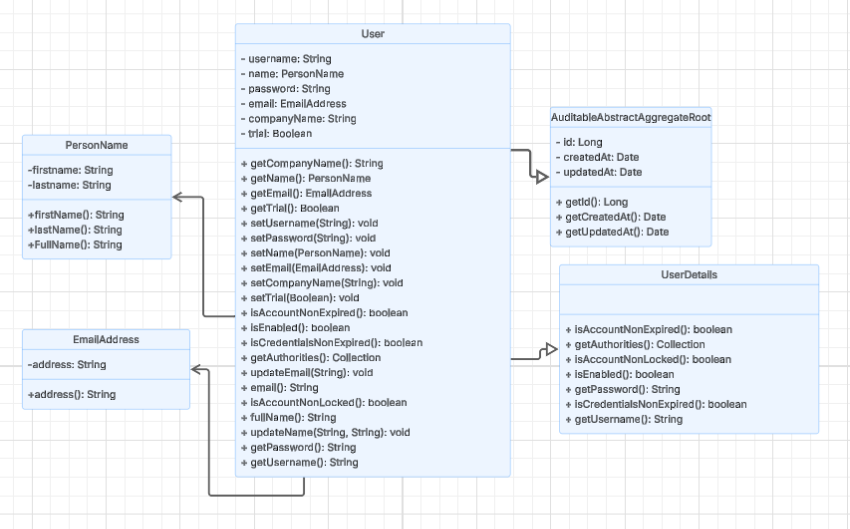 User
- username: String
- name: PersonName
- password: String
- email: EmailAddress
- companyName: String
- trial: Boolean
+ getCompanyName(): String
+ getName(): PersonName
+ getEmail(): EmailAddress
+ getTrial(): Boolean
+ setUsername(String): void
+ setPassword(String): void
+ setName(PersonName): void
+ setEmail(EmailAddress): void
+ setCompanyName(String): void
+ setTrial(Boolean): void
+ isAccountNonExpired(): boolean
+ isEnabled(): boolean
+ isCredentialsNonExpired(): boolean
+ getAuthorities(): Collection
+ updateEmail(String): void
+ email(): String
+ isAccountNonLocked(): boolean
+ fullName(): String
+ updateName(String, String): void
+ getPassword(): String
+ getUsername(): String
PersonName
-firstname: String
-lastname: String
+firstName(): String
+lastName(): String
+FullName(): String
EmailAddress
-address: String
+address(): String
AuditableAbstractAggregateRoot
- id: Long
- createdAt: Date
- updatedAt: Date
+ getId(): Long
+ getCreatedAt(): Date
+ getUpdatedAt(): Date
UserDetails
+ isAccountNonExpired(): boolean
+ getAuthorities(): Collection
+ isAccountNonLocked(): boolean
+ isEnabled(): boolean
+ getPassword(): String
+ isCredentialsNonExpired(): boolean
+ getUsername(): String